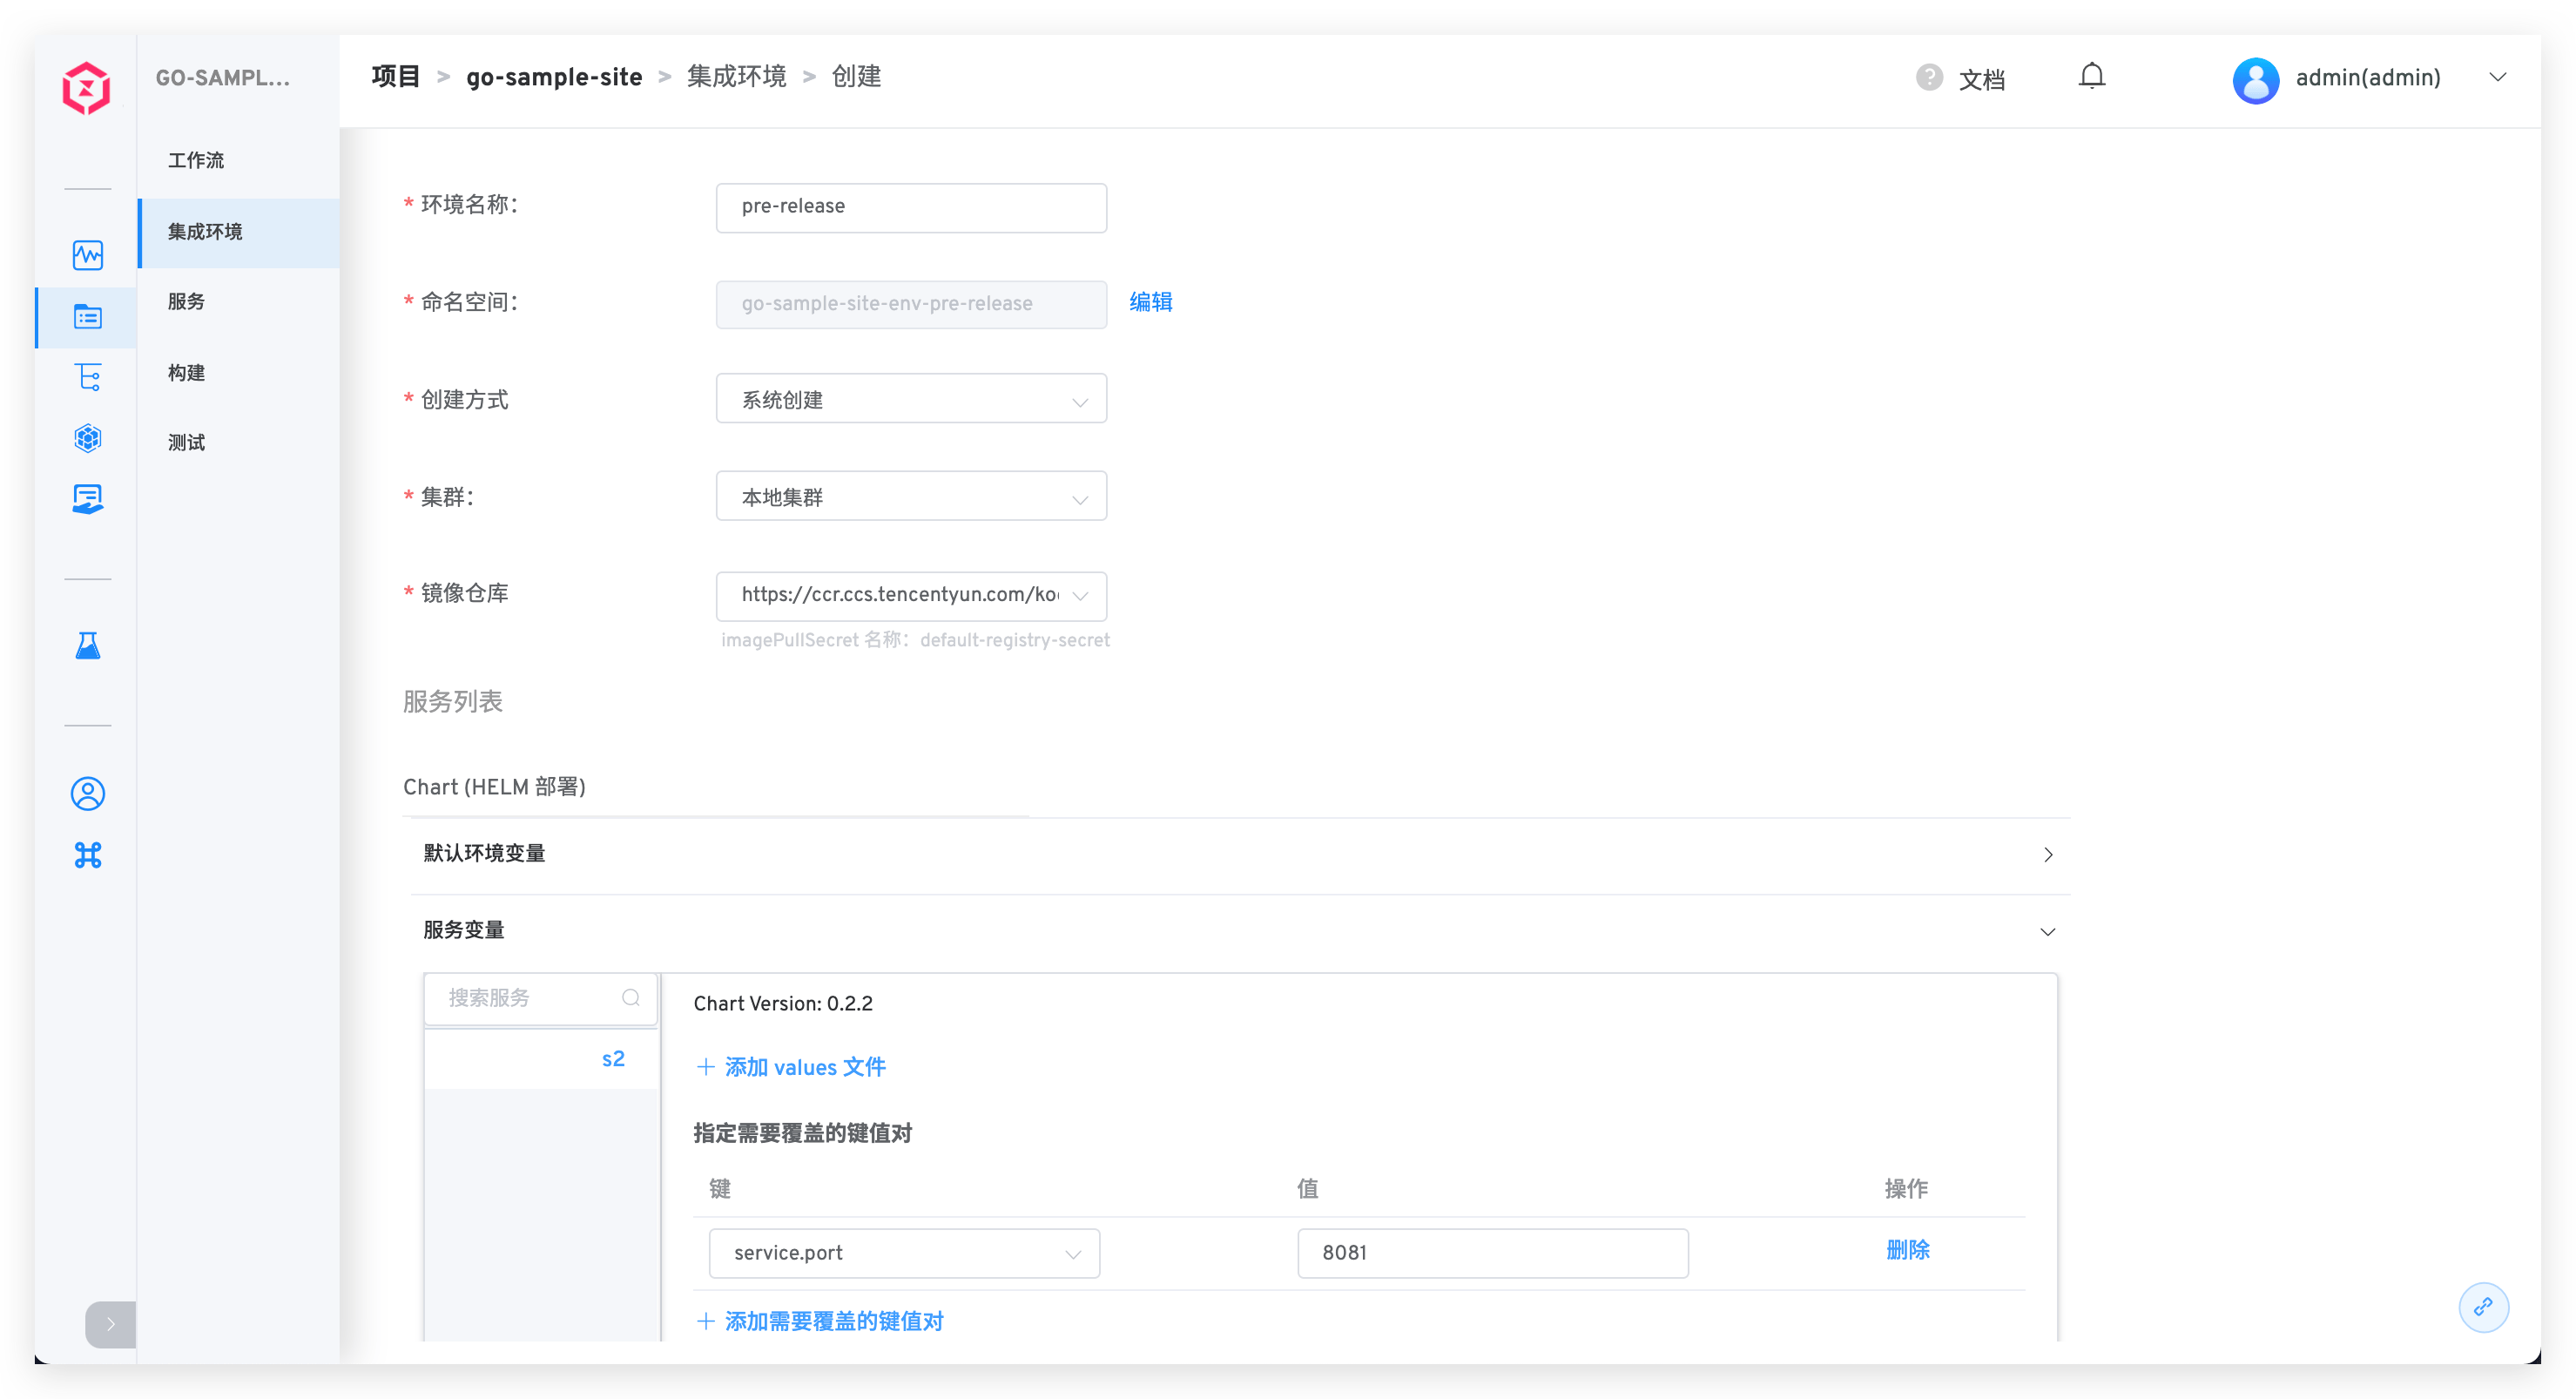 GO-SAMPL...
项目 > go-sample-site > 集成环境 > 创建
? 文档
admin(admin)
工作流
集成环境
服务
构建
测试
* 环境名称：
pre-release
* 命名空间：
go-sample-site-env-pre-release
编辑
* 创建方式
系统创建
* 集群：
本地集群
* 镜像仓库
https://ccr.ccs.tencentyun.com/ko
imagePullSecret 名称：default-registry-secret
服务列表
Chart (HELM 部署)
默认环境变量
服务变量
搜索服务
s2
Chart Version: 0.2.2
+ 添加 values 文件
指定需要覆盖的键值对
键 值 操作
service.port 8081 删除
+ 添加需要覆盖的键值对